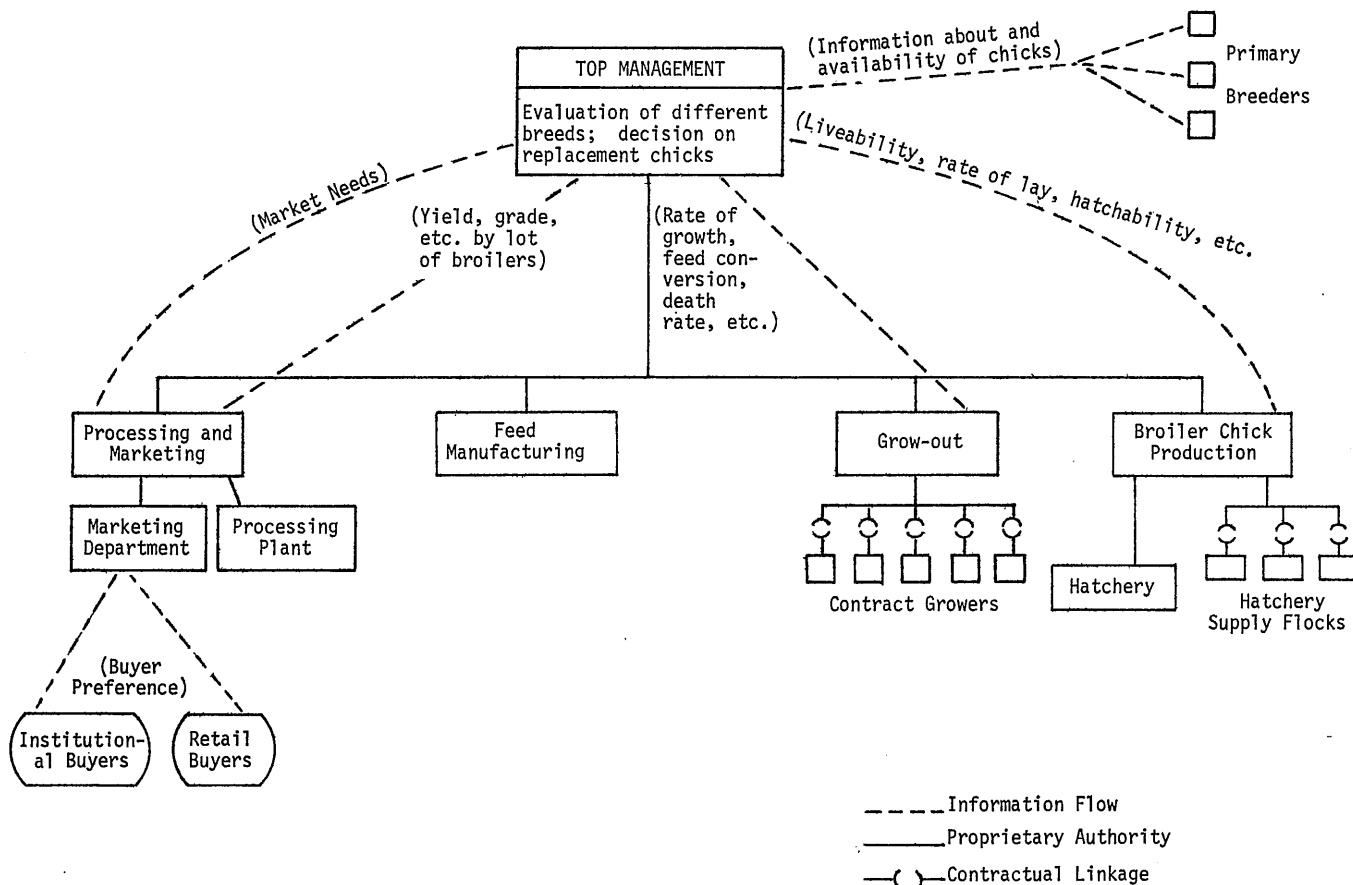 (Information about and
availability of chicks)
Primary
Breeders
TOP MANAGEMENT
Evaluation of different
breeds; decision on
replacement chicks
(Liveability, rate of lay, hatchability, etc.
(Market Needs)
(Yield, grade,
etc. by lot
of broilers)
(Rate of
growth,
feed con-
version,
death
rate, etc.)
Processing and
Marketing
Feed
Manufacturing
Grow-out
Broiler Chick
Production
Marketing
Department
Processing
Plant
Contract Growers
Hatchery
Hatchery
Supply Flocks
(Buyer
Preference)
Institution-
al Buyers
Retail
Buyers
Information Flow
Proprietary Authority
Contractual Linkage